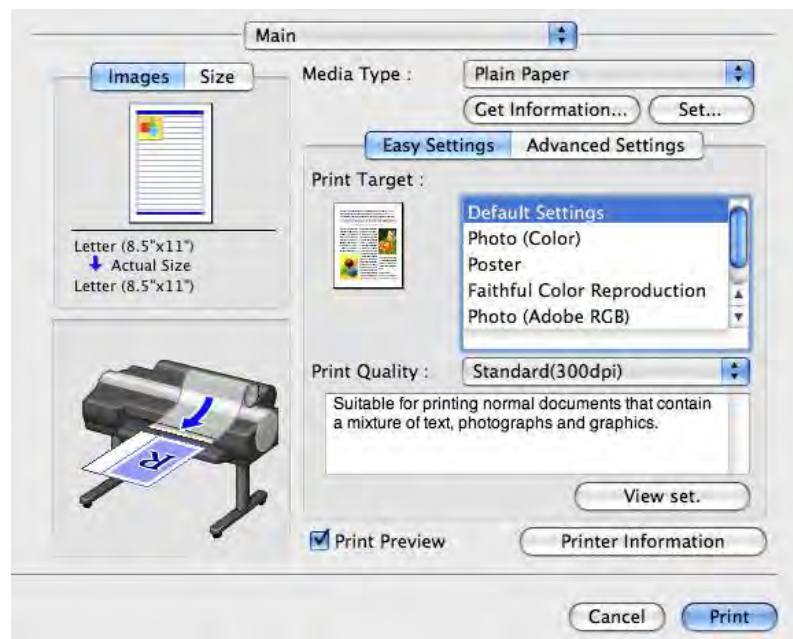 Main
Images Size
Media Type : Plain Paper
Get Information... Set...
Easy Settings Advanced Settings
Print Target :
Default Settings
Photo (Color)
Poster
Faithful Color Reproduction
Photo (Adobe RGB)
Letter (8.5"x11")
Actual Size
Letter (8.5"x11")
Print Quality : Standard(300dpi)
Suitable for printing normal documents that contain
a mixture of text, photographs and graphics.
R
View set.
Print Preview Printer Information
Cancel Print